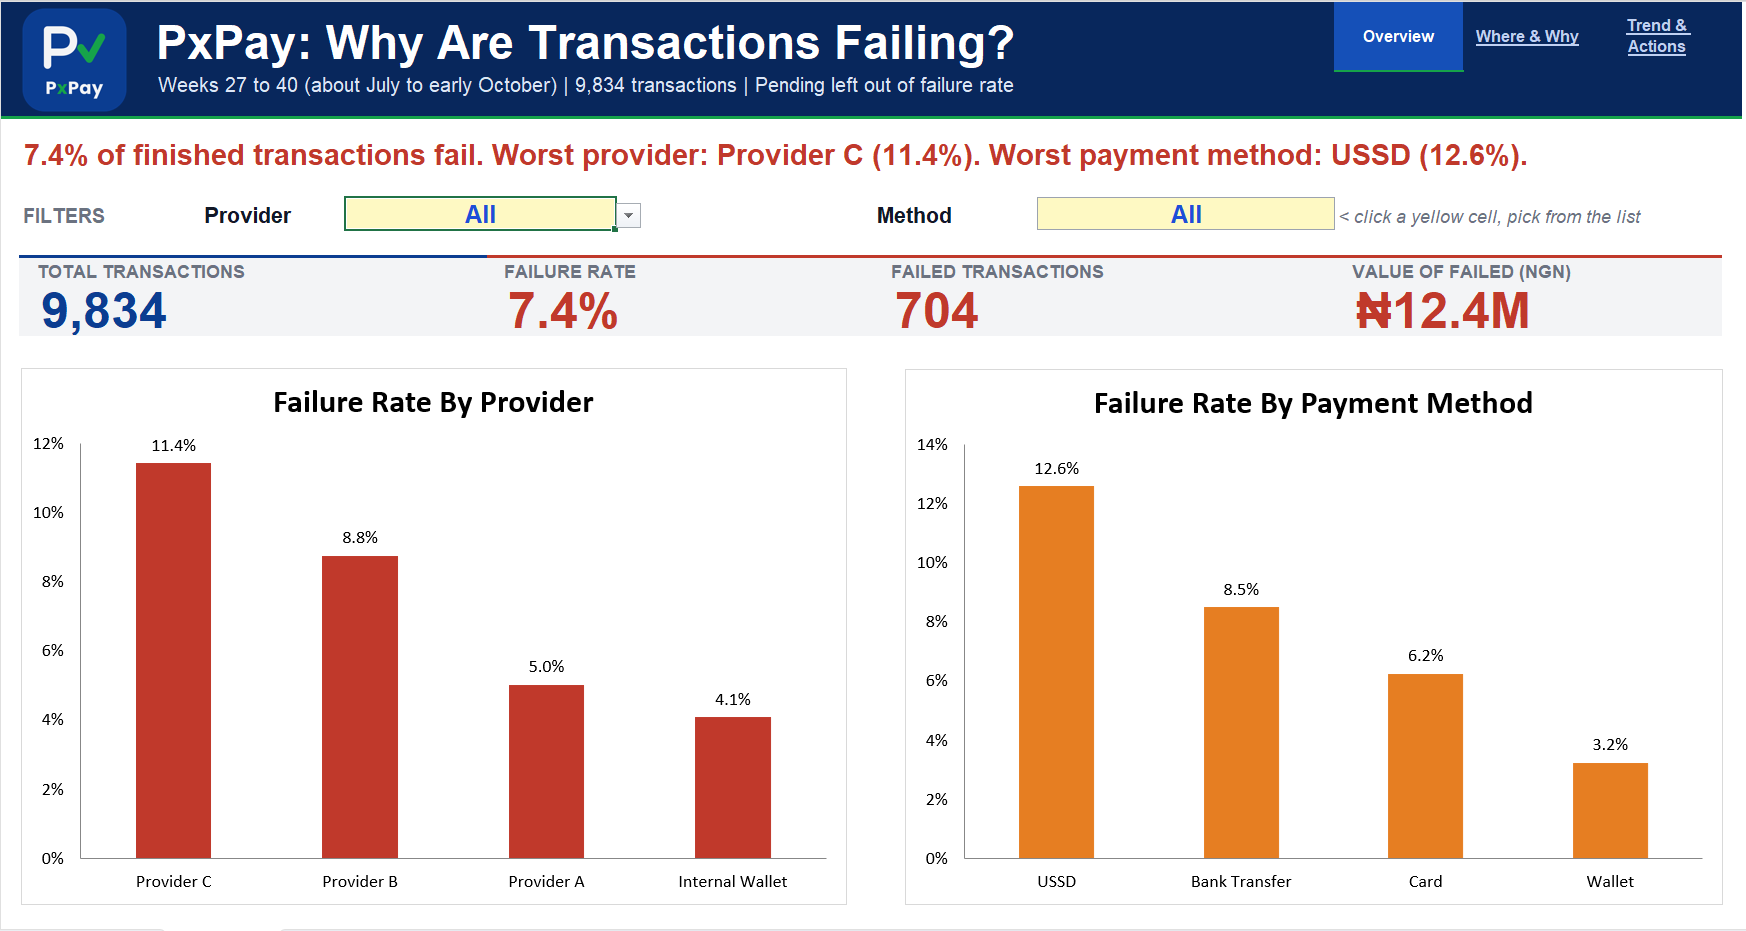 PxPay
PxPay: Why Are Transactions Failing?
Weeks 27 to 40 (about July to early October) | 9,834 transactions | Pending left out of failure rate
Overview
Where & Why
Trend &
Actions
7.4% of finished transactions fail. Worst provider: Provider C (11.4%). Worst payment method: USSD (12.6%).
FILTERS
Provider
All
Method
All
< click a yellow cell, pick from the list
TOTAL TRANSACTIONS
9,834
FAILURE RATE
7.4%
FAILED TRANSACTIONS
704
VALUE OF FAILED (NGN)
₦12.4M
Failure Rate By Provider
12%
10%
8%
6%
4%
2%
0%
11.4%
8.8%
5.0%
4.1%
Provider C
Provider B
Provider A
Internal Wallet
Failure Rate By Payment Method
14%
12%
10%
8%
6%
4%
2%
0%
12.6%
8.5%
6.2%
3.2%
USSD
Bank Transfer
Card
Wallet